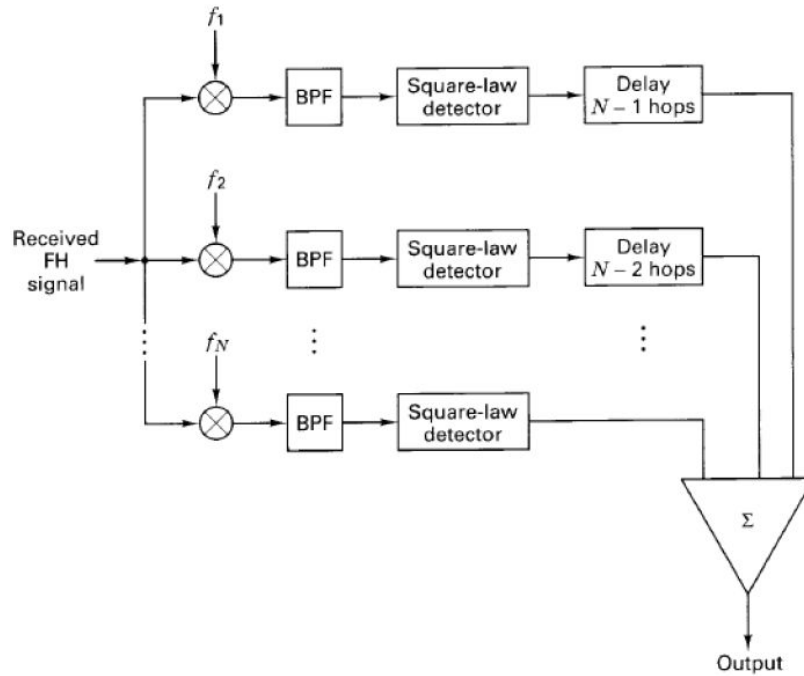 f1
BPF
Square-law
detector
Delay
N – 1 hops
f2
Received
FH
signal
BPF
Square-law
detector
Delay
N – 2 hops
fN
BPF
Square-law
detector
Σ
Output